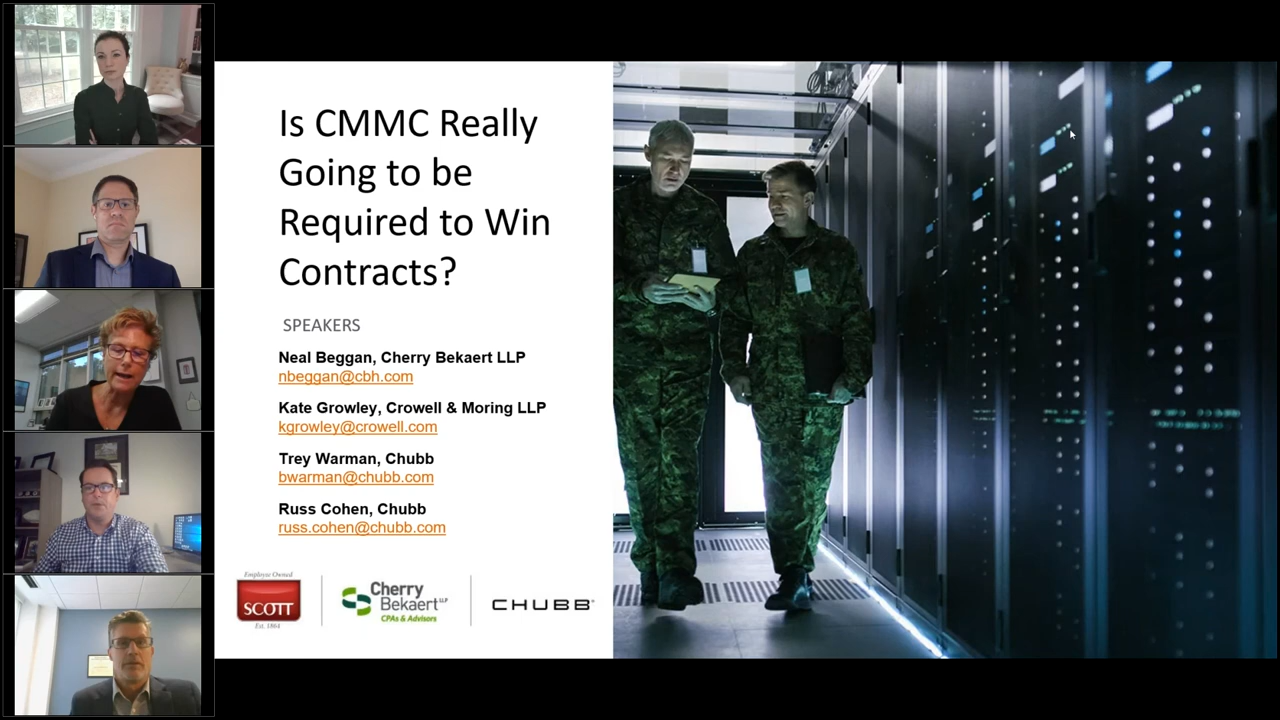 Is CMMC Really
Going to be
Required to Win
Contracts?
SPEAKERS
Neal Beggan, Cherry Bekaert LLP
nbeggan@cbh.com
Kate Growley, Crowell & Moring LLP
kgrowley@crowell.com
Trey Warman, Chubb
bwarman@chubb.com
Russ Cohen, Chubb
russ.cohen@chubb.com
Employee Owned
SCOTT
Est. 1864
Cherry
Bekaert LLP
CPAs & Advisors
CHUBB®